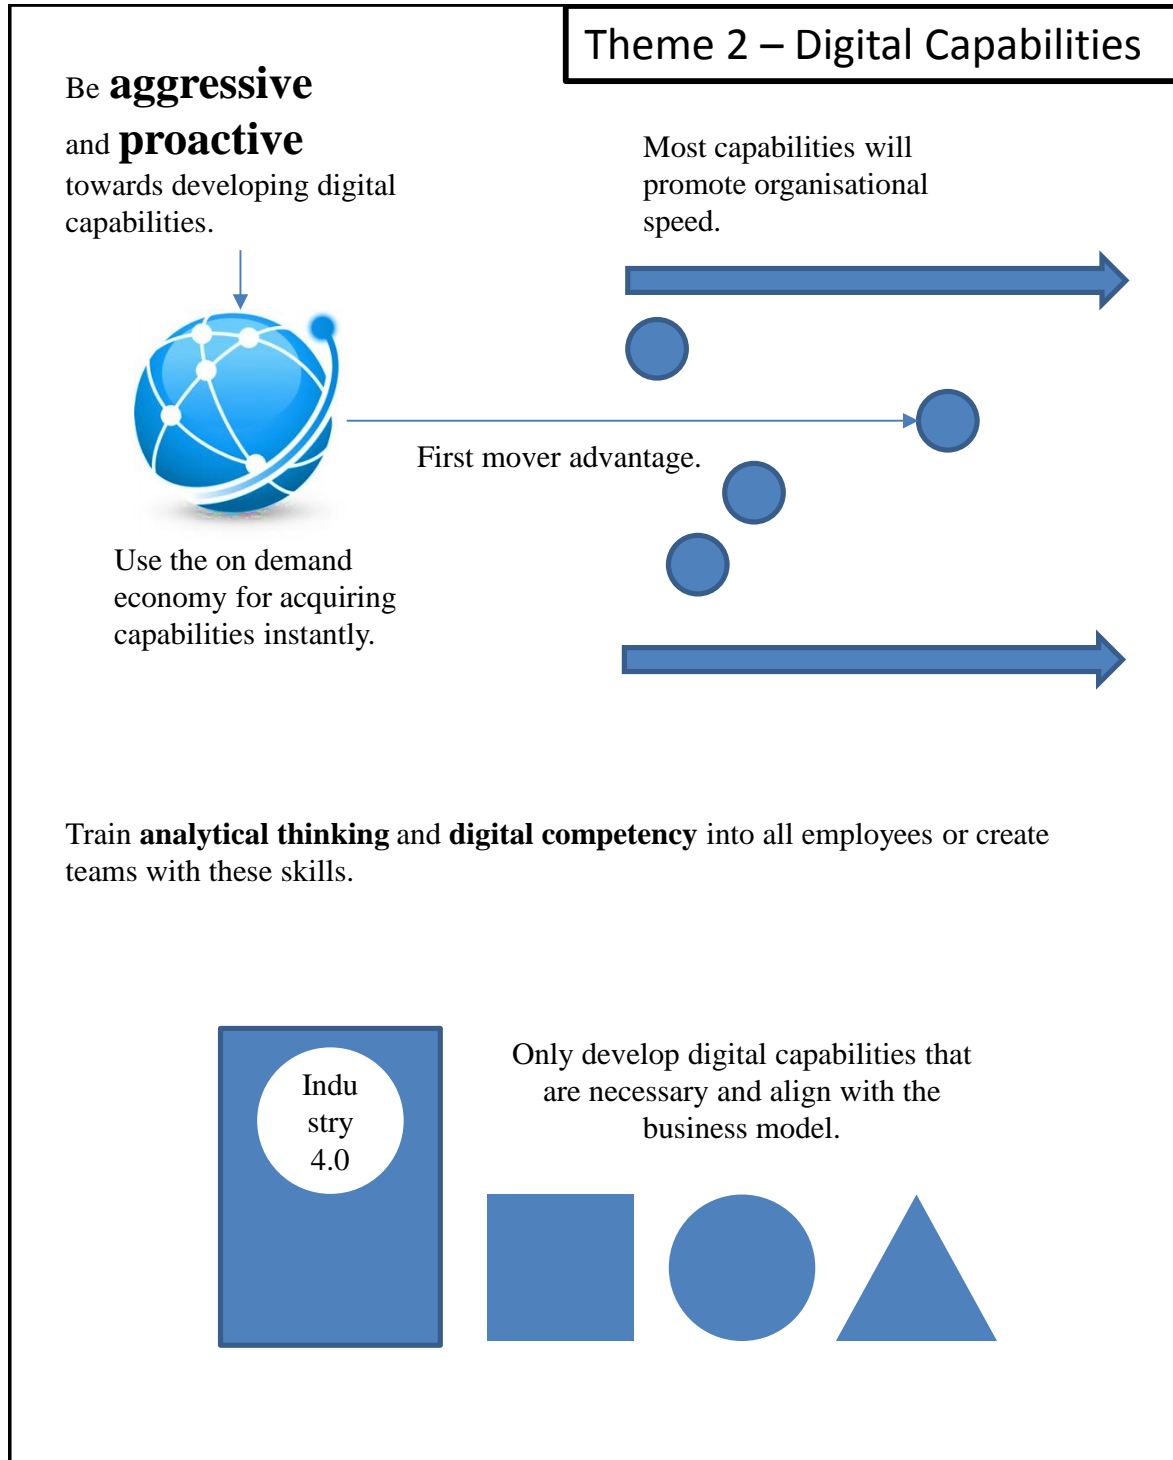 Theme 2 – Digital Capabilities
Be aggressive
and proactive
towards developing digital
capabilities.
Most capabilities will
promote organisational
speed.
First mover advantage.
Use the on demand
economy for acquiring
capabilities instantly.
Train analytical thinking and digital competency into all employees or create
teams with these skills.
Indu
stry
4.0
Only develop digital capabilities that
are necessary and align with the
business model.